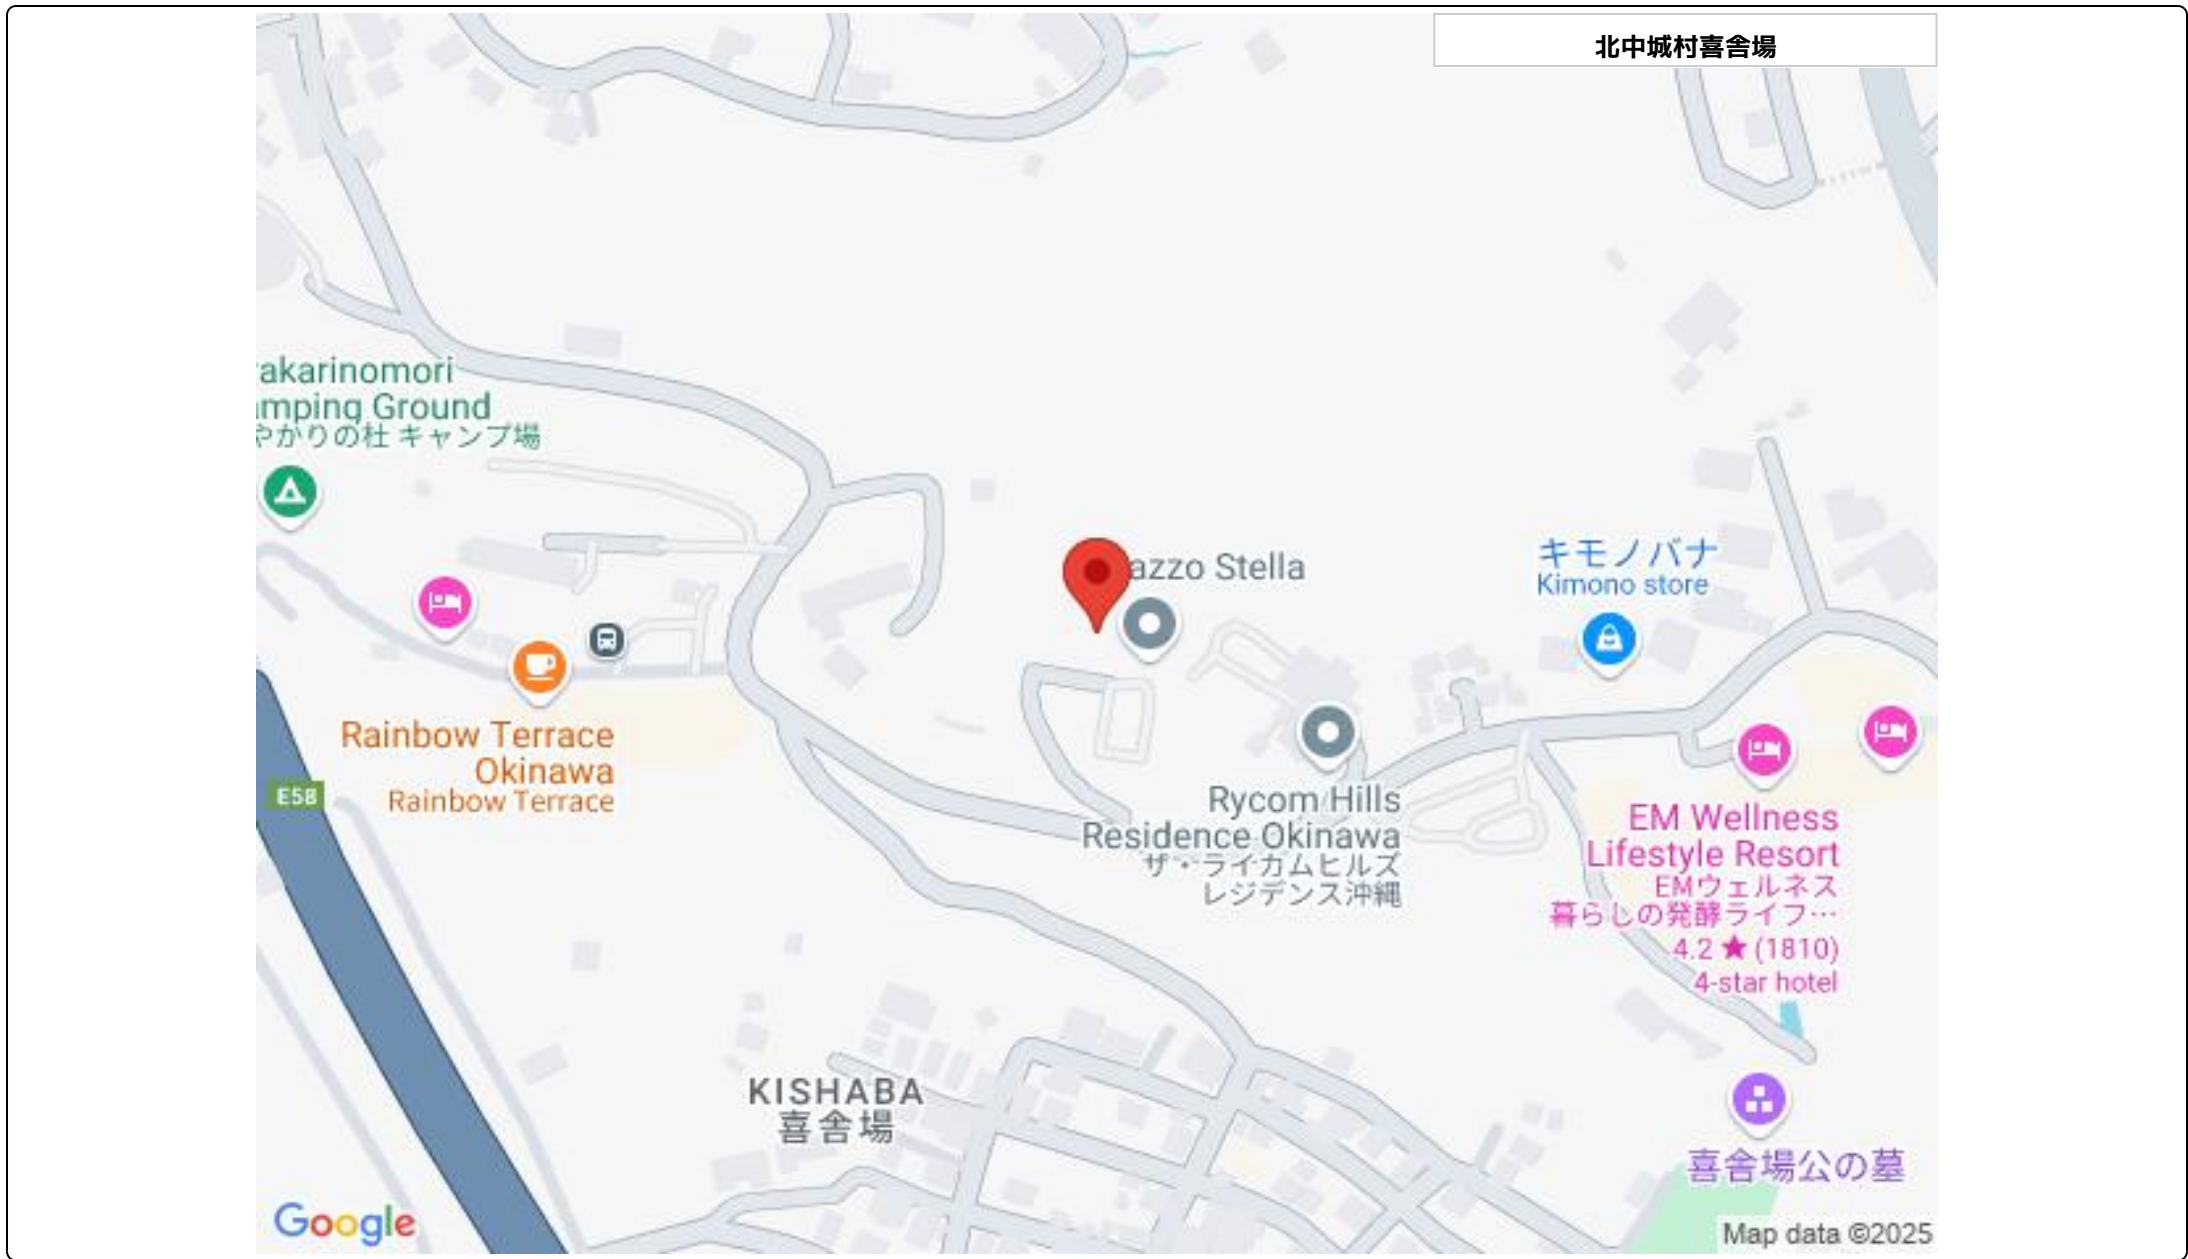 北中城村喜舎場
akarinomori
amping Ground
やかりの杜 キャンプ場
azzo Stella
キモノバナ
Kimono store
Rainbow Terrace
Okinawa
Rainbow Terrace
E58
Rycom Hills
Residence Okinawa
ザ・ライカムヒルズ
レジデンス沖縄
EM Wellness
Lifestyle Resort
EMウェルネス
暮らしの発酵ライフ…
4.2 ★ (1810)
4-star hotel
KISHABA
喜舎場
喜舎場公の墓
Google
Map data ©2025